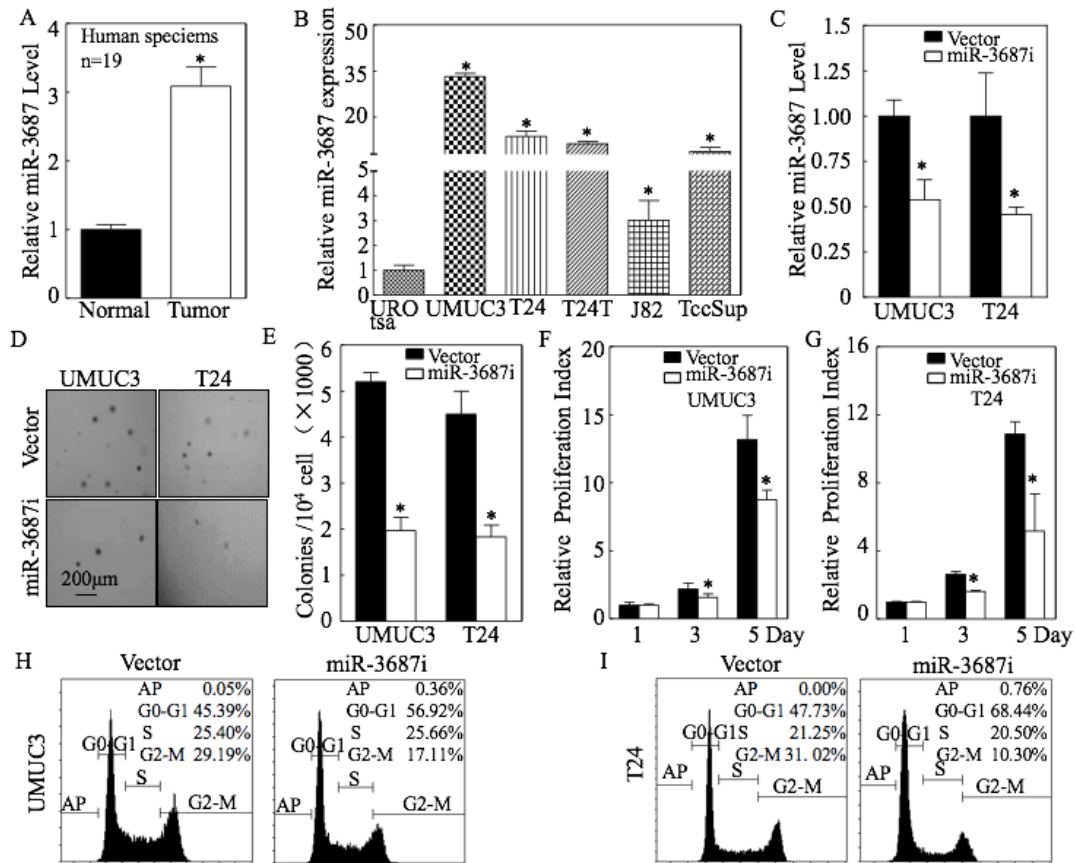 A
Relative miR-3687 Level
4
3
2
1
0
Human speciems
n=19
*
Normal Tumor
B
Relative miR-3687 expression
50
35
20
5
4
3
2
1
0
* * * * *
URO tsa UMUC3 T24 T24T J82 TccSup
C
Relative miR-3687 Level
1.25
1.00
0.75
0.50
0.25
0.00
Vector
miR-3687i
* *
UMUC3 T24
D
UMUC3 T24
Vector
miR-3687i
200μm
E
Colonies /10⁴ cell (×1000)
6
5
4
3
2
1
0
Vector
miR-3687i
* *
UMUC3 T24
F
Relative Proliferation Index
20
15
10
5
0
Vector
miR-3687i
UMUC3
* *
1 3 5 Day
G
Relative Proliferation Index
16
12
8
4
0
Vector
miR-3687i
T24
* *
1 3 5 Day
H
UMUC3
Vector
AP 0.05%
G0-G1 45.39%
S 25.40%
G2-M 29.19%
G0-G1
S
AP
G2-M
miR-3687i
AP 0.36%
G0-G1 56.92%
S 25.66%
G2-M 17.11%
G0-G1
S
AP
G2-M
I
T24
Vector
AP 0.00%
G0-G1 47.73%
S 21.25%
G2-M 31.02%
G0-G1
S
AP
G2-M
miR-3687i
AP 0.76%
G0-G1 68.44%
S 20.50%
G2-M 10.30%
G0-G1
S
AP
G2-M